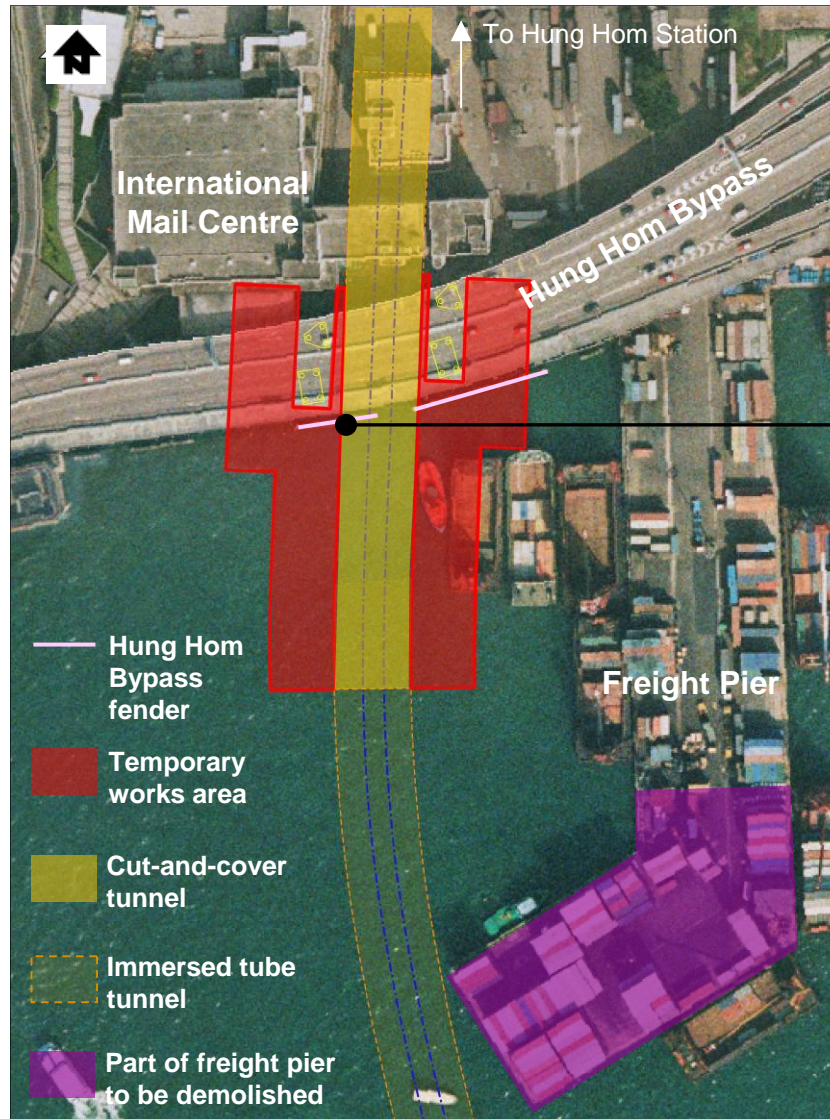 To Hung Hom Station
International
Mail Centre
Hung Hom Bypass
Freight Pier
Hung Hom
Bypass
fender
Temporary
works area
Cut-and-cover
tunnel
Immersed tube
tunnel
Part of freight pier
to be demolished